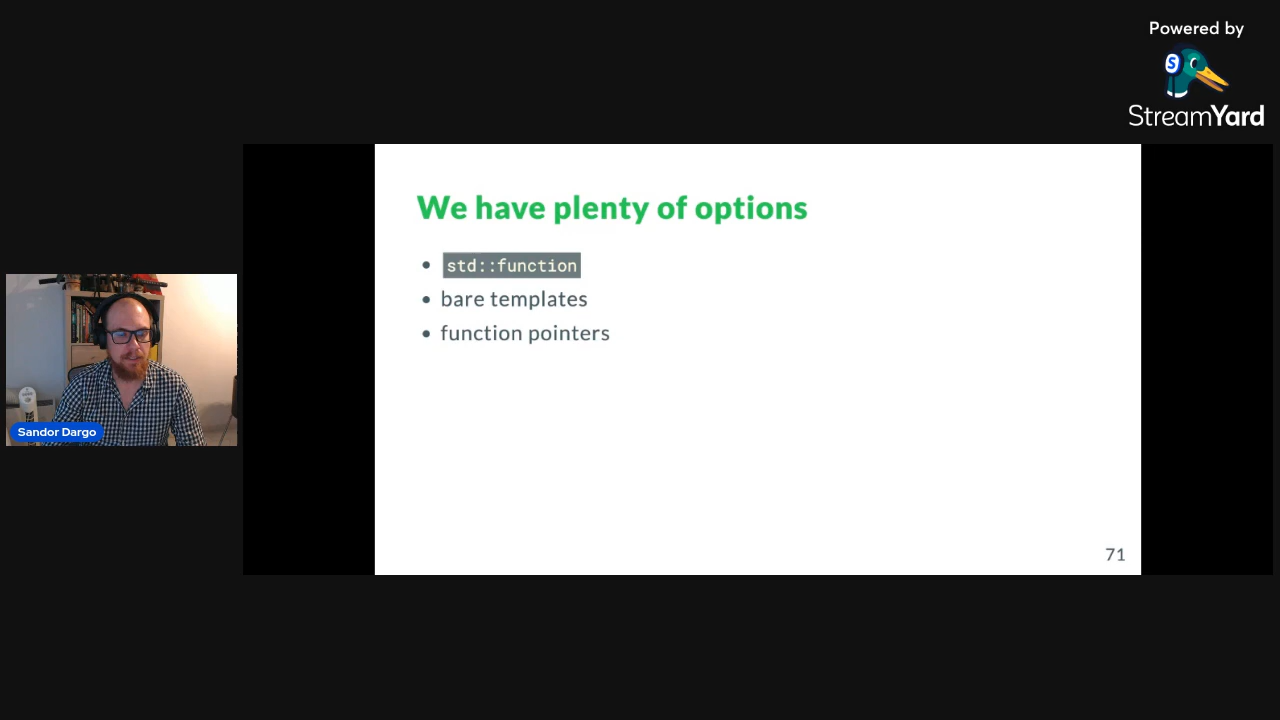 Powered by
S
StreamYard
We have plenty of options
• std::function
• bare templates
• function pointers
Sandor Dargo
71